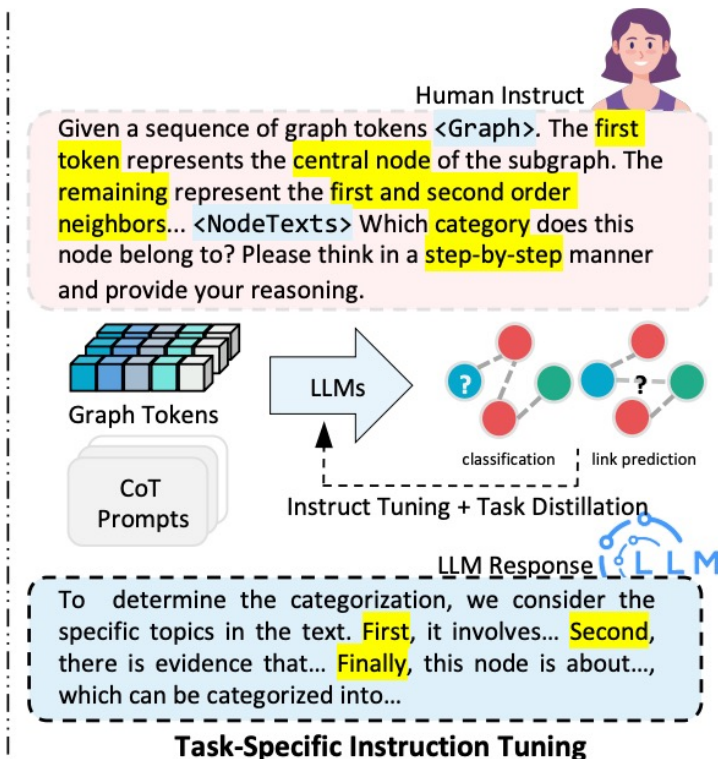 Human Instruct
Given a sequence of graph tokens <Graph>. The first
token represents the central node of the subgraph. The
remaining represent the first and second order
neighbors... <NodeTexts> Which category does this
node belong to? Please think in a step-by-step manner
and provide your reasoning.
Graph Tokens
LLMs
?
?
classification
link prediction
CoT
Prompts
Instruct Tuning + Task Distillation
LLM Response
LLM
To determine the categorization, we consider the
specific topics in the text. First, it involves... Second,
there is evidence that... Finally, this node is about...,
which can be categorized into...
Task-Specific Instruction Tuning